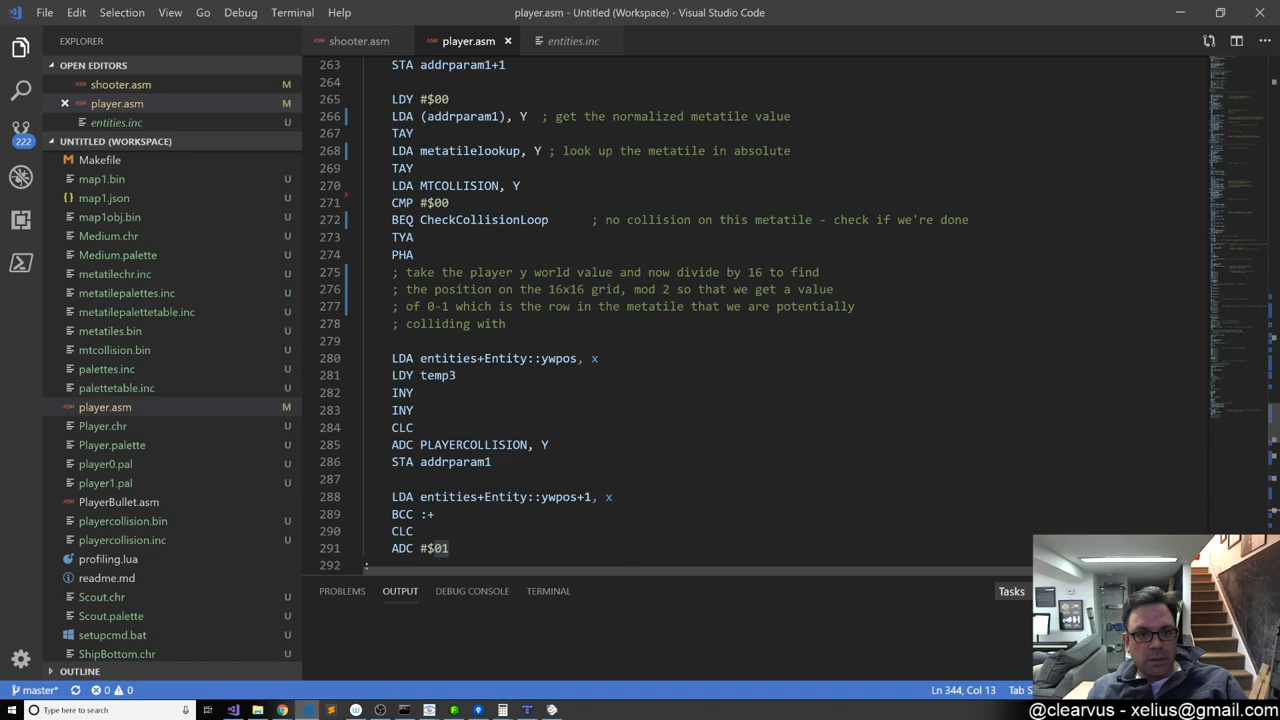 File Edit Selection View Go Debug Terminal Help
player.asm - Untitled (Workspace) - Visual Studio Code
EXPLORER
OPEN EDITORS
ASM shooter.asm M
ASM player.asm M
entities.inc
UNTITLED (WORKSPACE)
Makefile
map1.bin U
map1.json U
map1obj.bin U
Medium.chr U
Medium.palette U
metatilechr.inc U
metatilepalettes.inc U
metatilepalettetable.inc U
metatiles.bin U
mtcollision.bin U
palettes.inc U
palettetable.inc U
ASM player.asm M
Player.chr U
Player.palette U
player0.pal U
player1.pal U
ASM PlayerBullet.asm
playercollision.bin U
playercollision.inc U
profiling.lua U
readme.md U
Scout.chr U
Scout.palette U
setupcmd.bat U
ShipBottom.chr U
OUTLINE
222
ASM shooter.asm
ASM player.asm
entities.inc
263 STA addrparam1+1
264
265 LDY #$00
266 LDA (addrparam1), Y ; get the normalized metatile value
267 TAY
268 LDA metatilelookup, Y ; look up the metatile in absolute
269 TAY
270 LDA MTCOLLISION, Y
271 CMP #$00
272 BEQ CheckCollisionLoop ; no collision on this metatile - check if we're done
273 TYA
274 PHA
275 ; take the player y world value and now divide by 16 to find
276 ; the position on the 16x16 grid, mod 2 so that we get a value
277 ; of 0,1 which is the row in the metatile that we are potentially
278 ; colliding with
279
280 LDA entities+Entity::ywpos, x
281 LDY temp3
282 INY
283 INY
284 CLC
285 ADC PLAYERCOLLISION, Y
286 STA addrparam1
287
288 LDA entities+Entity::ywpos+1, x
289 BCC :+
290 CLC
291 ADC #$01
292 :
PROBLEMS OUTPUT DEBUG CONSOLE TERMINAL
Tasks
master* 0 0
Ln 344, Col 13 Tab S
Type here to search
@clearvus - xelius@gmail.com